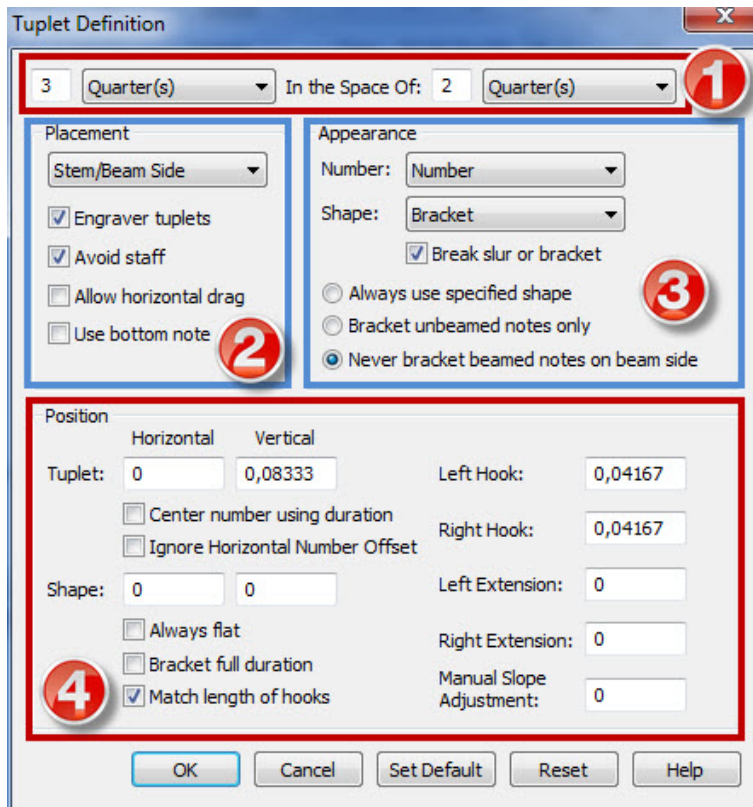 Tuplet Definition
X
3 Quarter(s) In the Space Of: 2 Quarter(s)
1
Placement
Stem/Beam Side
Engraver tuplets
Avoid staff
Allow horizontal drag
Use bottom note
2
Appearance
Number: Number
Shape: Bracket
Break slur or bracket
Always use specified shape
Bracket unbeamed notes only
Never bracket beamed notes on beam side
3
Position
Horizontal Vertical
Tuplet: 0 0,08333
Center number using duration
Ignore Horizontal Number Offset
Shape: 0 0
Always flat
Bracket full duration
Match length of hooks
4
Left Hook: 0,04167
Right Hook: 0,04167
Left Extension: 0
Right Extension: 0
Manual Slope
Adjustment: 0
OK Cancel Set Default Reset Help